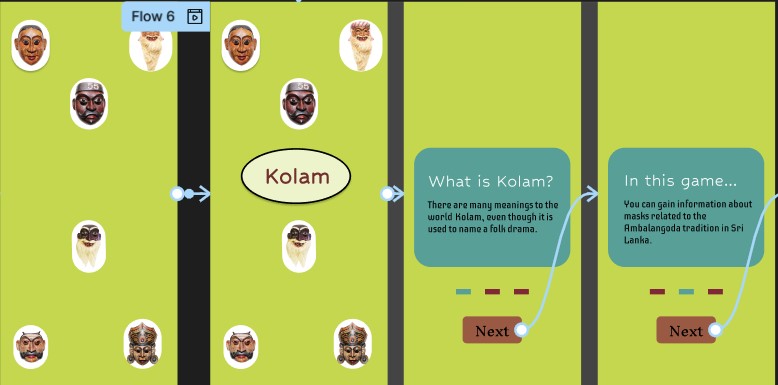 Flow 6
Kolam
What is Kolam?
There are many meanings to the
world Kolam, even though it is
used to name a folk drama.
Next
In this game...
You can gain information about
masks related to the
Ambalangoda tradition in Sri
Lanka.
Next